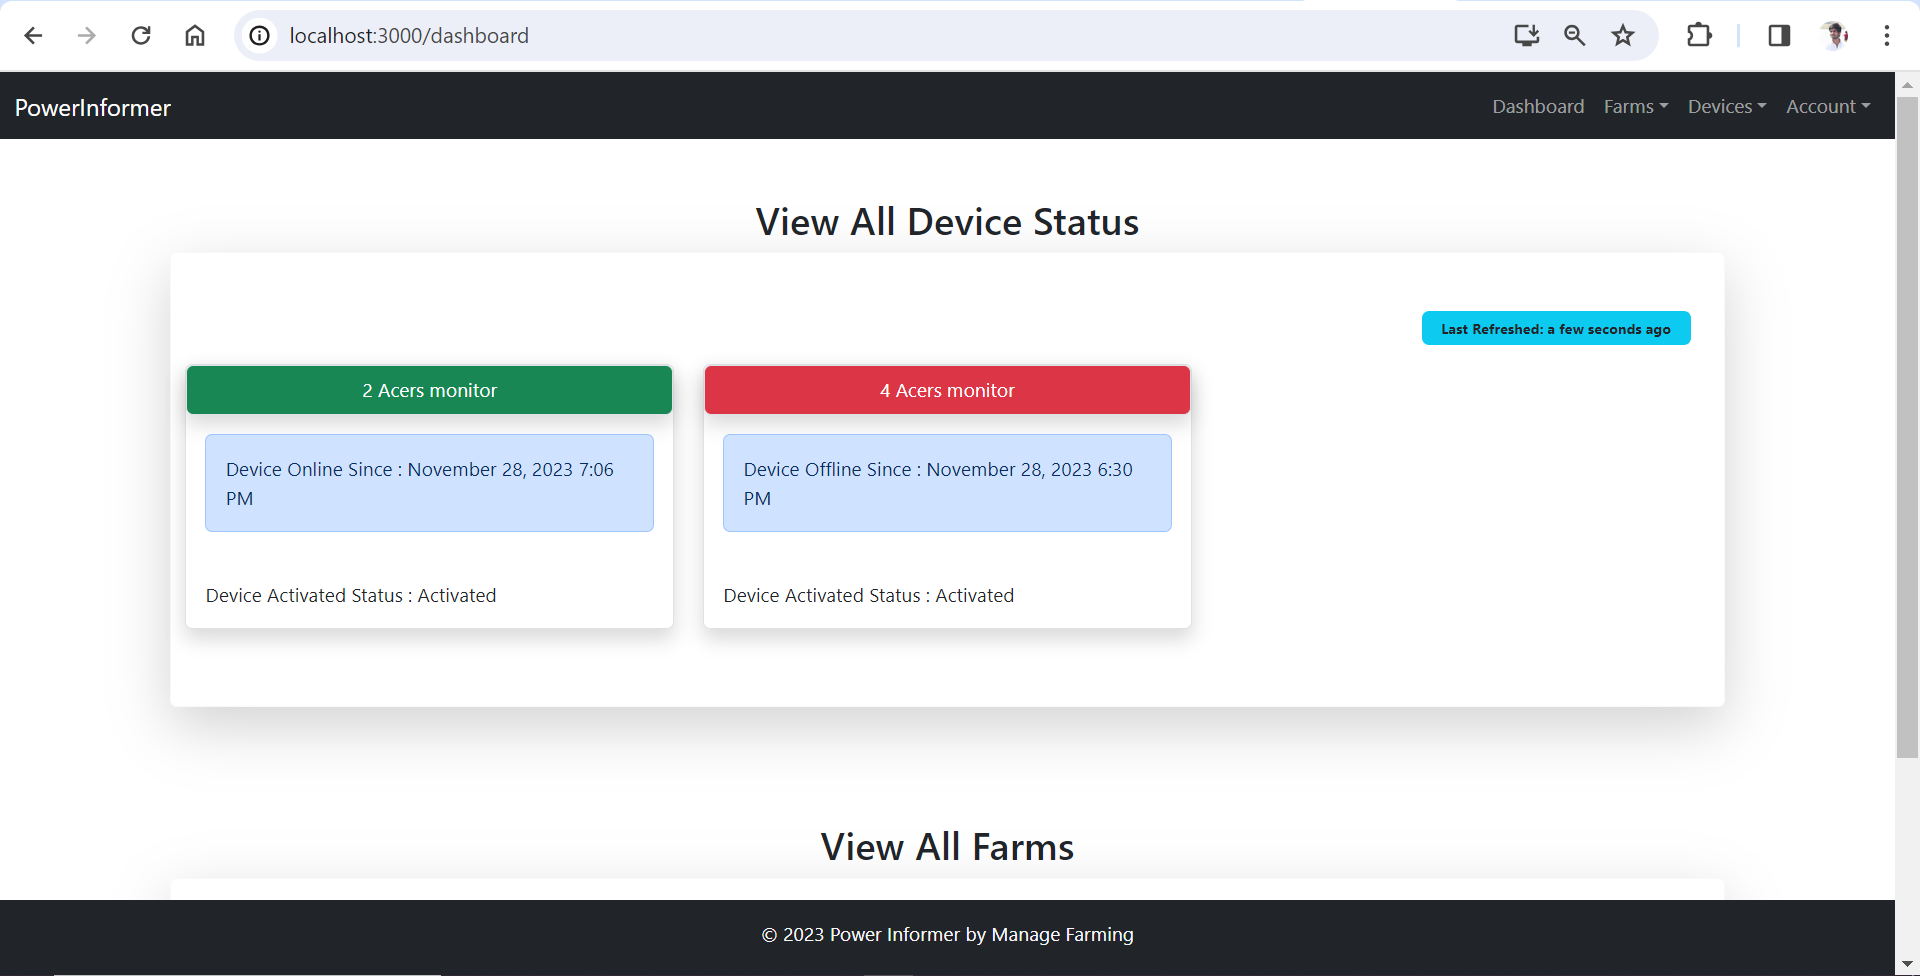 localhost:3000/dashboard
PowerInformer
Dashboard Farms Devices Account
View All Device Status
Last Refreshed: a few seconds ago
2 Acers monitor
Device Online Since : November 28, 2023 7:06
PM
Device Activated Status : Activated
4 Acers monitor
Device Offline Since : November 28, 2023 6:30
PM
Device Activated Status : Activated
View All Farms
© 2023 Power Informer by Manage Farming